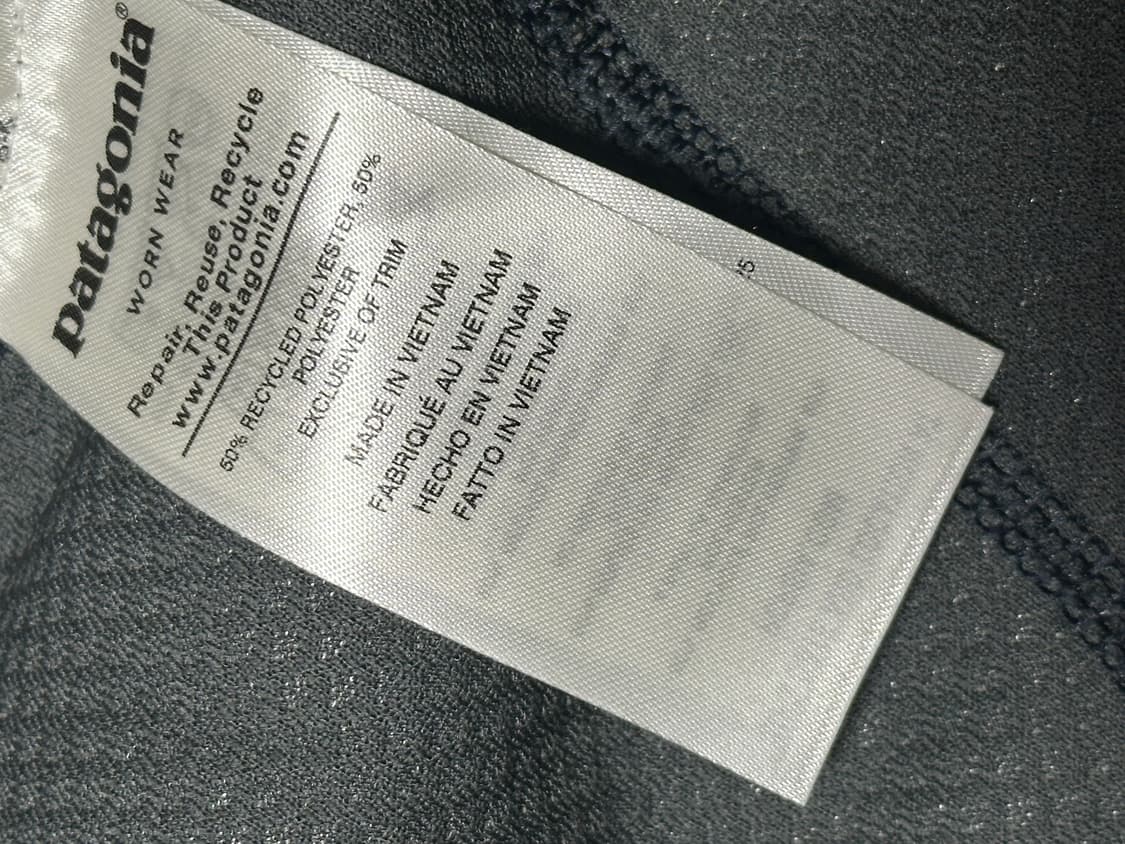 patagonia®
WORN WEAR
Repair, Reuse, Recycle
This Product
www.patagonia.com
50% RECYCLED POLYESTER, 50%
POLYESTER
EXCLUSIVE OF TRIM
MADE IN VIETNAM
FABRIQUÉ AU VIETNAM
HECHO EN VIETNAM
FATTO IN VIETNAM